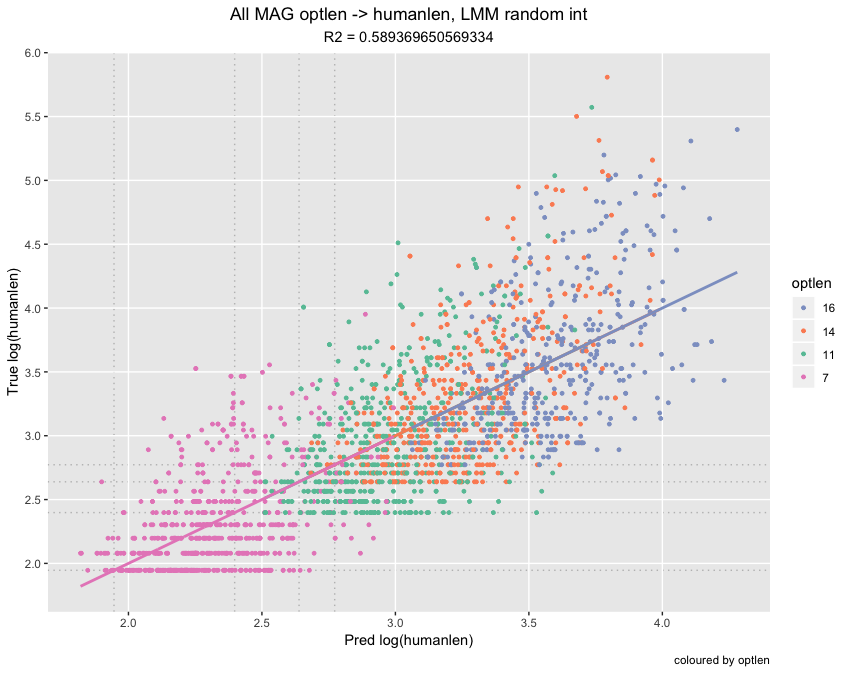 All MAG optlen -> humanlen, LMM random int
R2 = 0.589369650569334
True log(humanlen)
6.0
5.5
5.0
4.5
4.0
3.5
3.0
2.5
2.0
2.0 2.5 3.0 3.5 4.0
Pred log(humanlen)
optlen
16
14
11
7
coloured by optlen